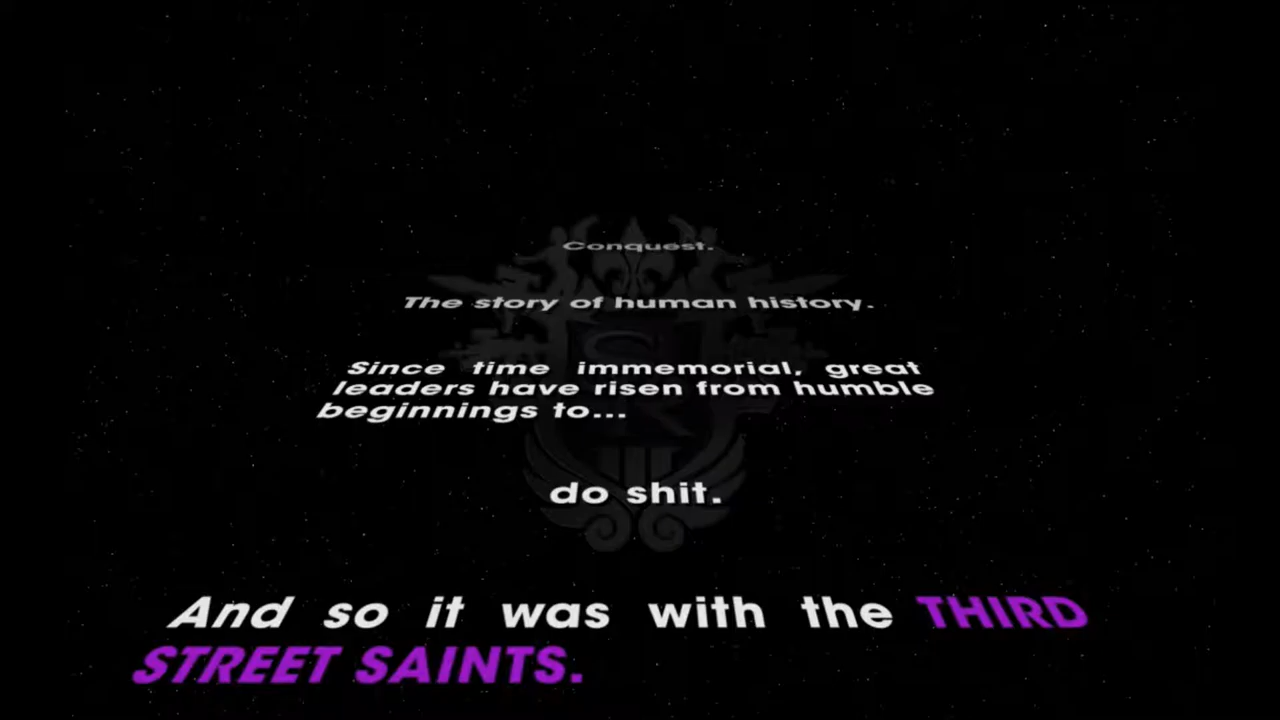 Conquest.
The story of human history.
Since time immemorial, great
leaders have risen from humble
beginnings to...
do shit.
And so it was with the THIRD
STREET SAINTS.